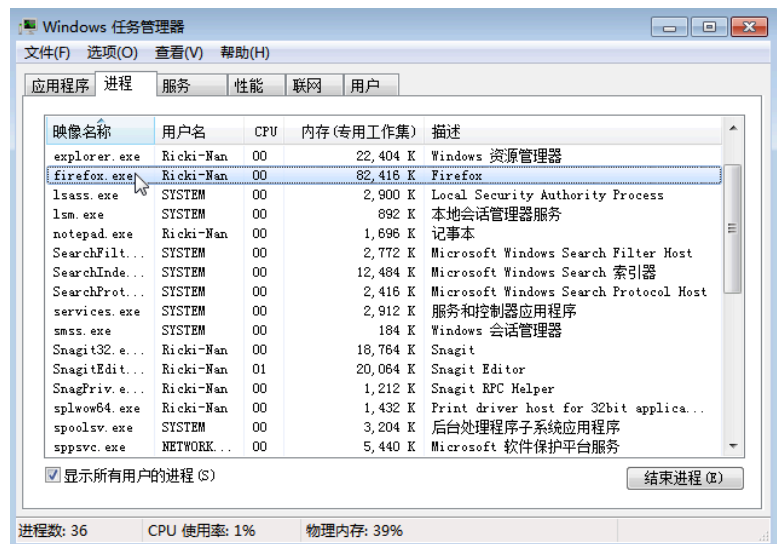 Windows 任务管理器
文件(F) 选项(O) 查看(V) 帮助(H)
应用程序 进程 服务 性能 联网 用户
映像名称 用户名 CPU 内存(专用工作集) 描述
explorer.exe Ricki-Nan 00 22,404 K Windows 资源管理器
firefox.exe Ricki-Nan 00 82,416 K Firefox
lsass.exe SYSTEM 00 2,900 K Local Security Authority Process
lsm.exe SYSTEM 00 892 K 本地会话管理器服务
notepad.exe Ricki-Nan 00 1,696 K 记事本
SearchFilt... SYSTEM 00 2,772 K Microsoft Windows Search Filter Host
SearchInde... SYSTEM 00 12,484 K Microsoft Windows Search 索引器
SearchProt... SYSTEM 00 2,416 K Microsoft Windows Search Protocol Host
services.exe SYSTEM 00 2,912 K 服务和控制器应用程序
smss.exe SYSTEM 00 184 K Windows 会话管理器
Snagit32.e... Ricki-Nan 00 18,764 K Snagit
SnagitEdit... Ricki-Nan 01 20,064 K Snagit Editor
SnagPriv.e... Ricki-Nan 00 1,212 K Snagit RPC Helper
splwow64.exe Ricki-Nan 00 1,432 K Print driver host for 32bit applica...
spoolsv.exe SYSTEM 00 3,204 K 后台处理程序子系统应用程序
sppsvc.exe NETWORK... 00 5,440 K Microsoft 软件保护平台服务
显示所有用户的进程(S) 结束进程(E)
进程数: 36 CPU 使用率: 1% 物理内存: 39%